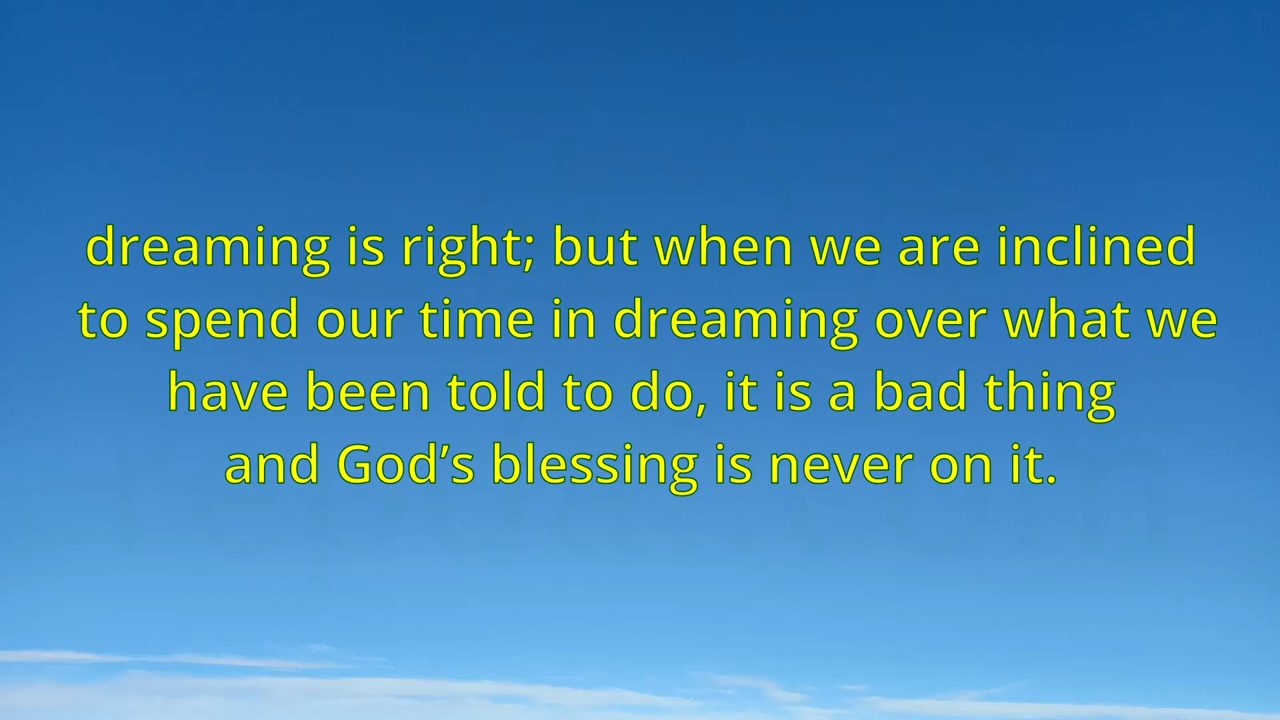 dreaming is right; but when we are inclined
to spend our time in dreaming over what we
have been told to do, it is a bad thing
and God’s blessing is never on it.